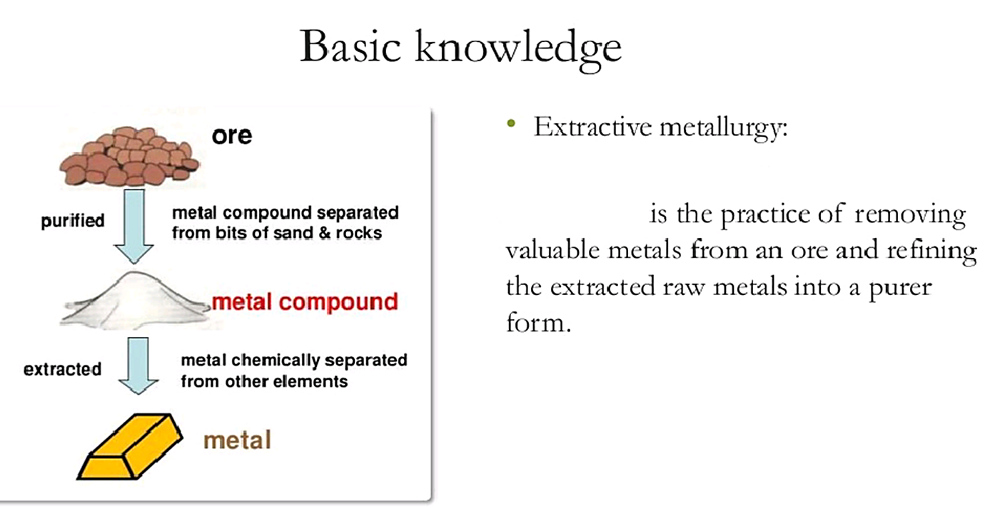 Basic knowledge
ore
purified
metal compound separated
from bits of sand & rocks
metal compound
extracted
metal chemically separated
from other elements
metal
• Extractive metallurgy:
is the practice of removing
valuable metals from an ore and refining
the extracted raw metals into a purer
form.